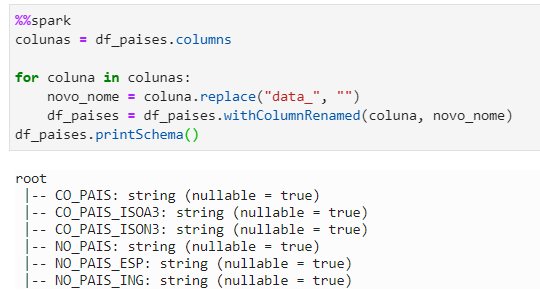 %%spark
colunas = df_paises.columns

for coluna in colunas:
    novo_nome = coluna.replace("data_", "")
    df_paises = df_paises.withColumnRenamed(coluna, novo_nome)
df_paises.printSchema()

root
 |-- CO_PAIS: string (nullable = true)
 |-- CO_PAIS_ISOA3: string (nullable = true)
 |-- CO_PAIS_ISON3: string (nullable = true)
 |-- NO_PAIS: string (nullable = true)
 |-- NO_PAIS_ESP: string (nullable = true)
 |-- NO_PAIS_ING: string (nullable = true)